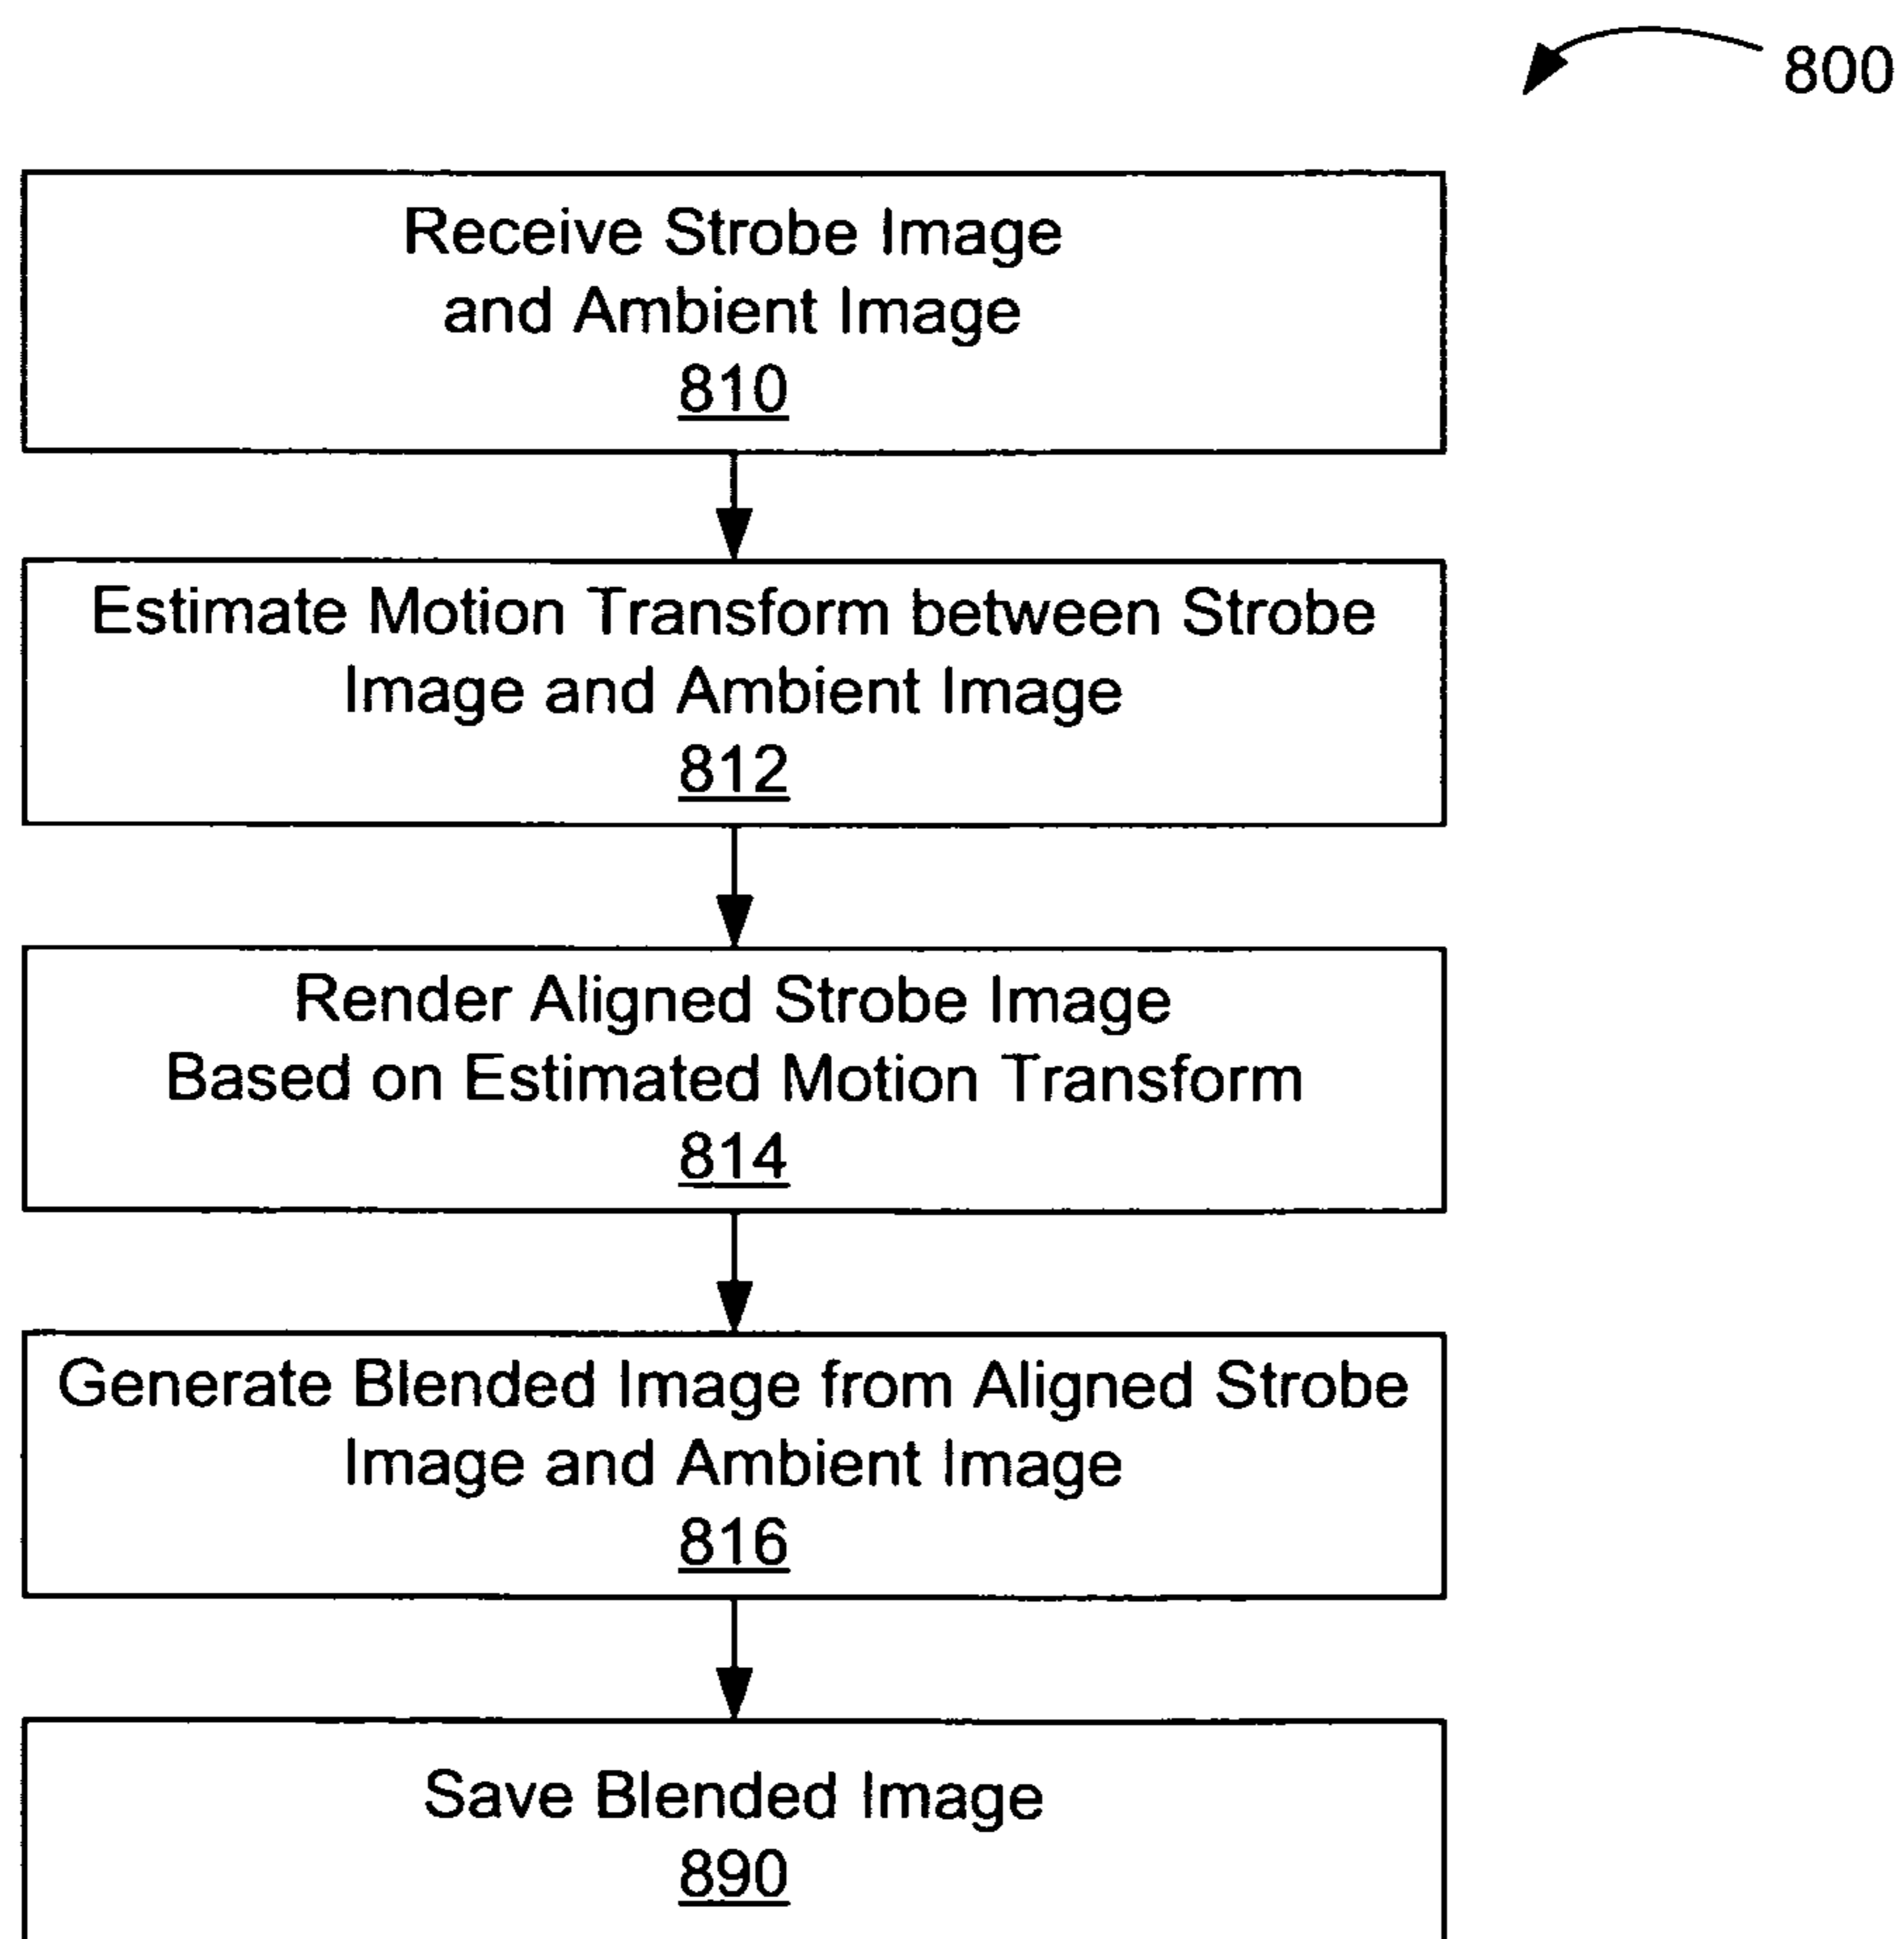 800
Receive Strobe Image
and Ambient Image
810
Estimate Motion Transform between Strobe
Image and Ambient Image
812
Render Aligned Strobe Image
Based on Estimated Motion Transform
814
Generate Blended Image from Aligned Strobe
Image and Ambient Image
816
Save Blended Image
890